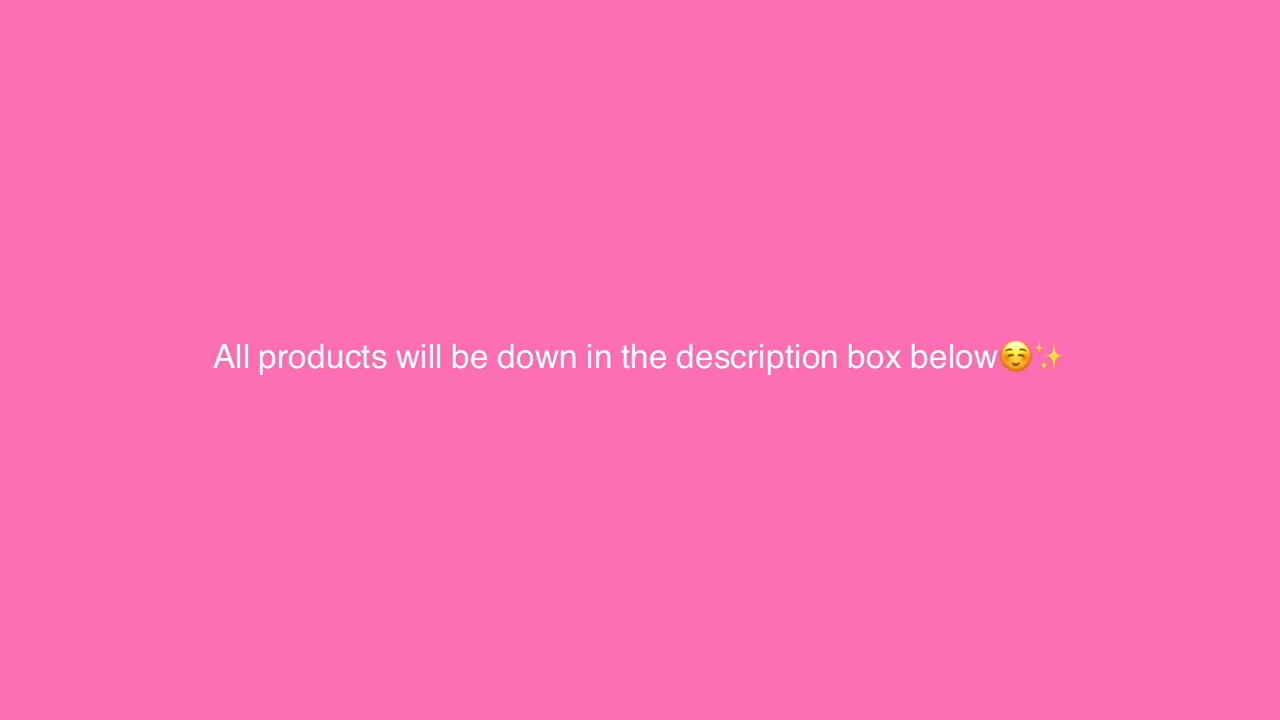 All products will be down in the description box below☺️✨